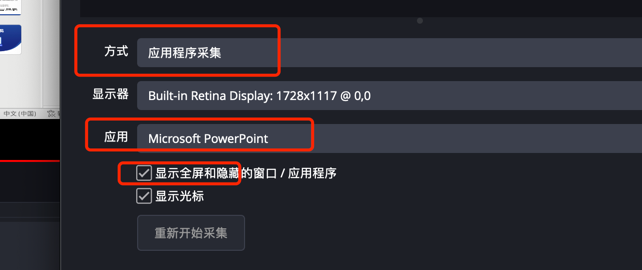 方式
应用程序采集
显示器
Built-in Retina Display: 1728x1117 @ 0,0
应用
Microsoft PowerPoint
显示全屏和隐藏的窗口 / 应用程序
显示光标
重新开始采集
中文 (中国)